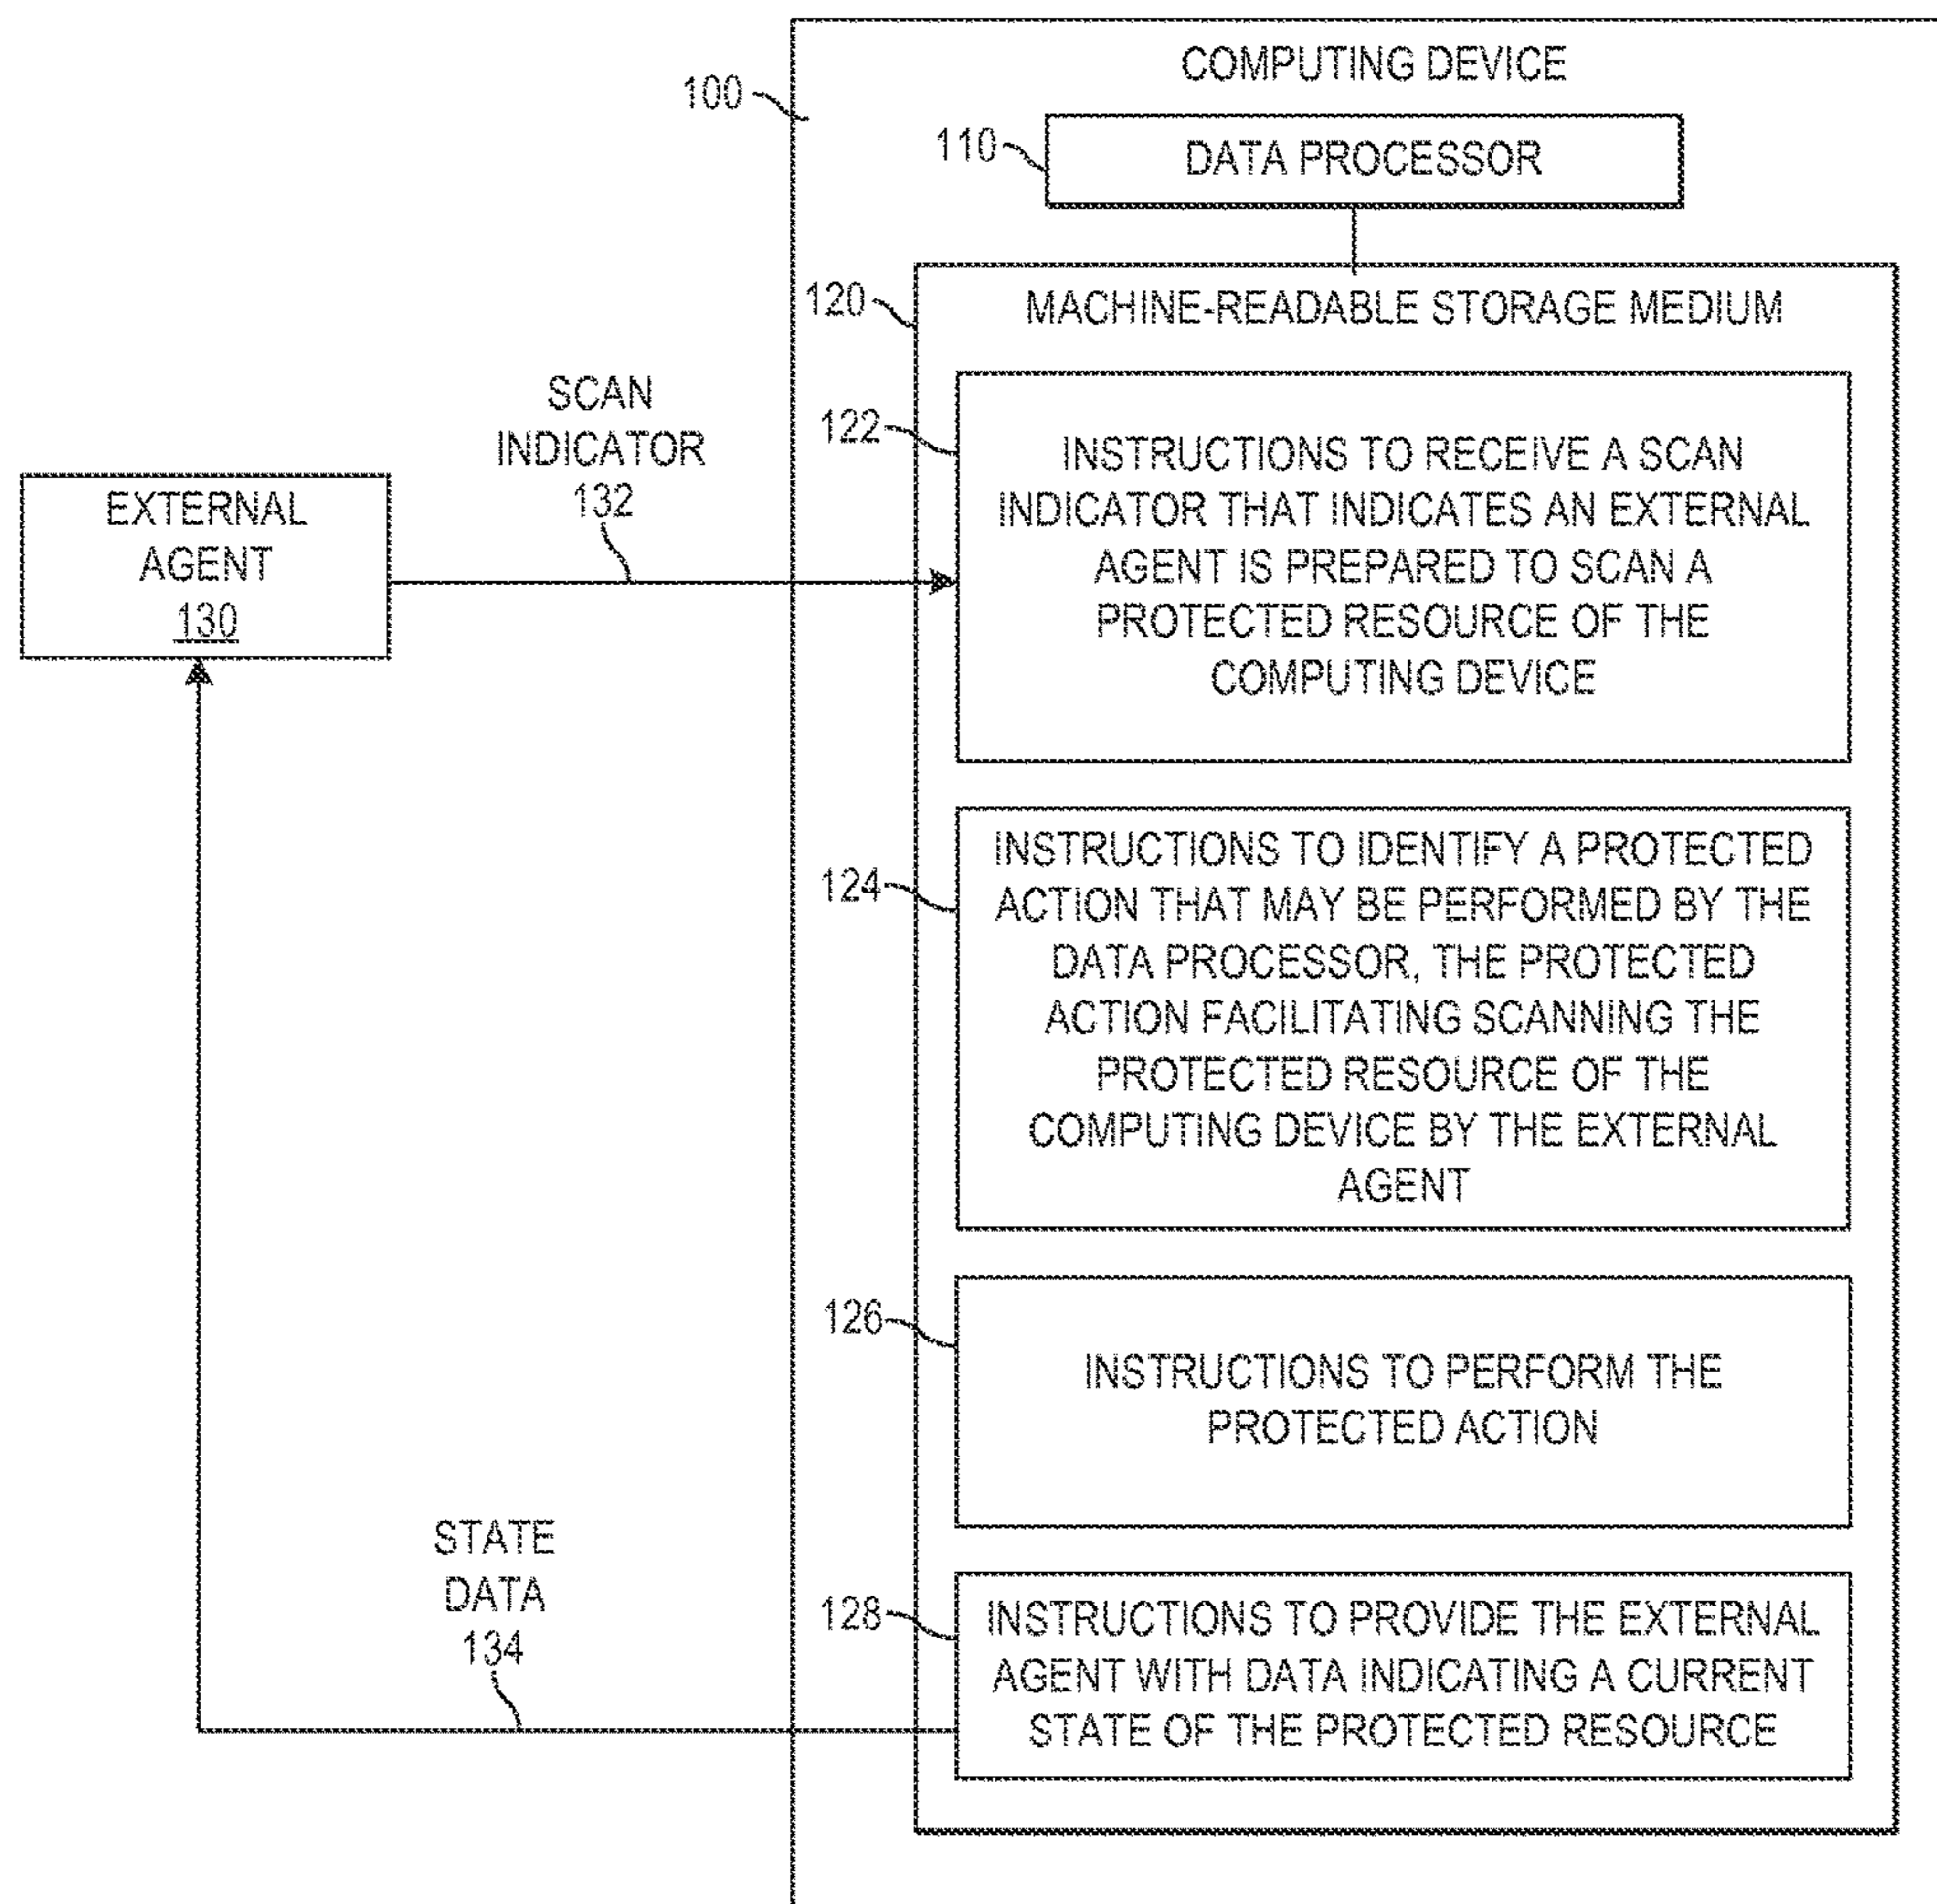 COMPUTING DEVICE
100
110
DATA PROCESSOR
120
MACHINE-READABLE STORAGE MEDIUM
SCAN
INDICATOR
132
EXTERNAL
AGENT
130
122
INSTRUCTIONS TO RECEIVE A SCAN
INDICATOR THAT INDICATES AN EXTERNAL
AGENT IS PREPARED TO SCAN A
PROTECTED RESOURCE OF THE
COMPUTING DEVICE
124
INSTRUCTIONS TO IDENTIFY A PROTECTED
ACTION THAT MAY BE PERFORMED BY THE
DATA PROCESSOR, THE PROTECTED
ACTION FACILITATING SCANNING THE
PROTECTED RESOURCE OF THE
COMPUTING DEVICE BY THE EXTERNAL
AGENT
126
INSTRUCTIONS TO PERFORM THE
PROTECTED ACTION
STATE
DATA
134
128
INSTRUCTIONS TO PROVIDE THE EXTERNAL
AGENT WITH DATA INDICATING A CURRENT
STATE OF THE PROTECTED RESOURCE